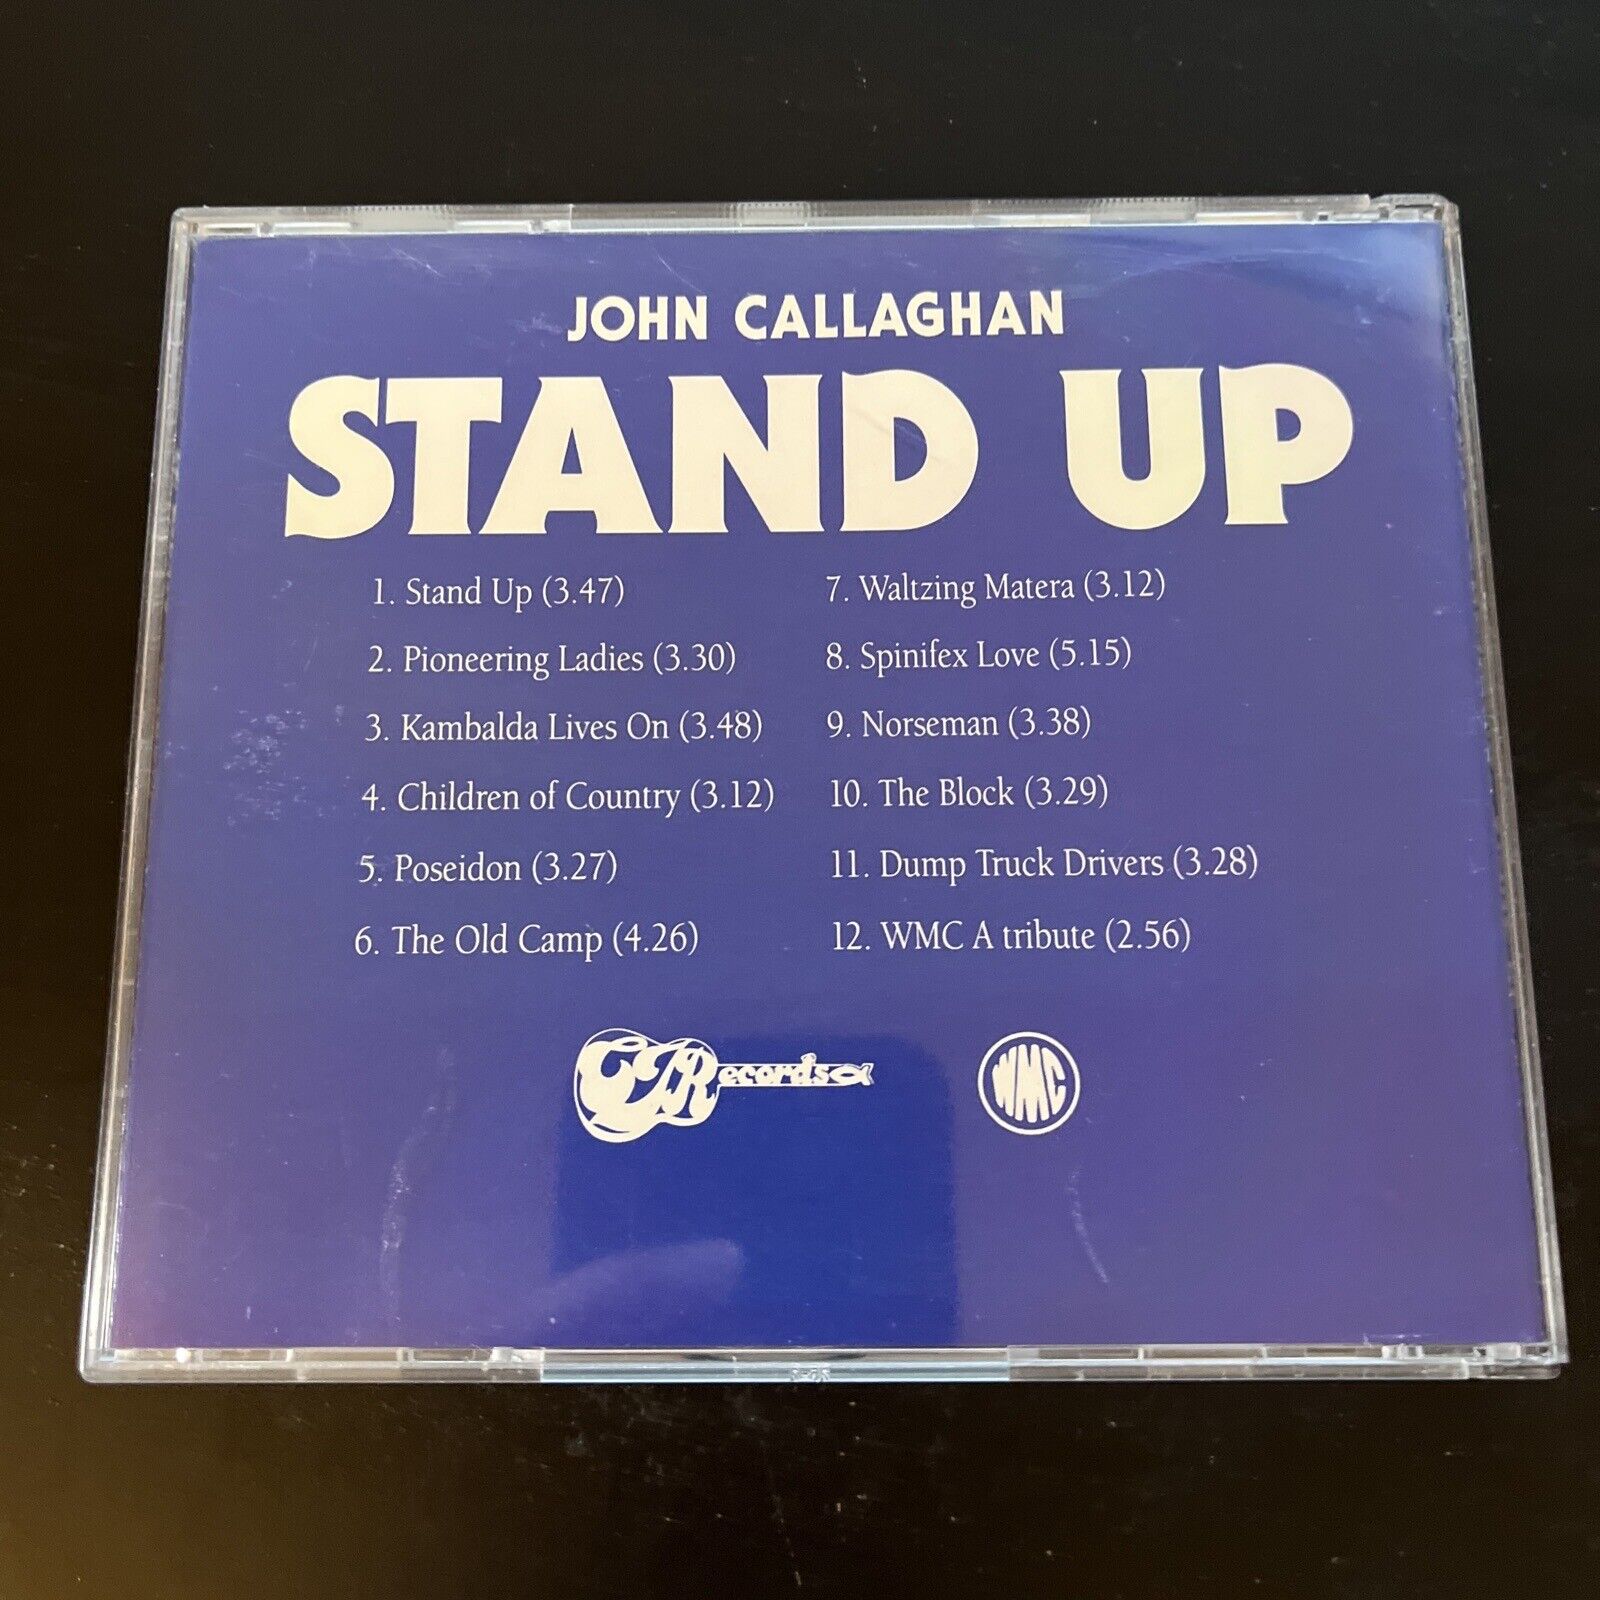 JOHN CALLAGHAN
STAND UP
1. Stand Up (3.47)
2. Pioneering Ladies (3.30)
3. Kambalda Lives On (3.48)
4. Children of Country (3.12)
5. Poseidon (3.27)
6. The Old Camp (4.26)
7. Waltzing Matera (3.12)
8. Spinifex Love (5.15)
9. Norseman (3.38)
10. The Block (3.29)
11. Dump Truck Drivers (3.28)
12. WMC A tribute (2.56)
Records
WMC